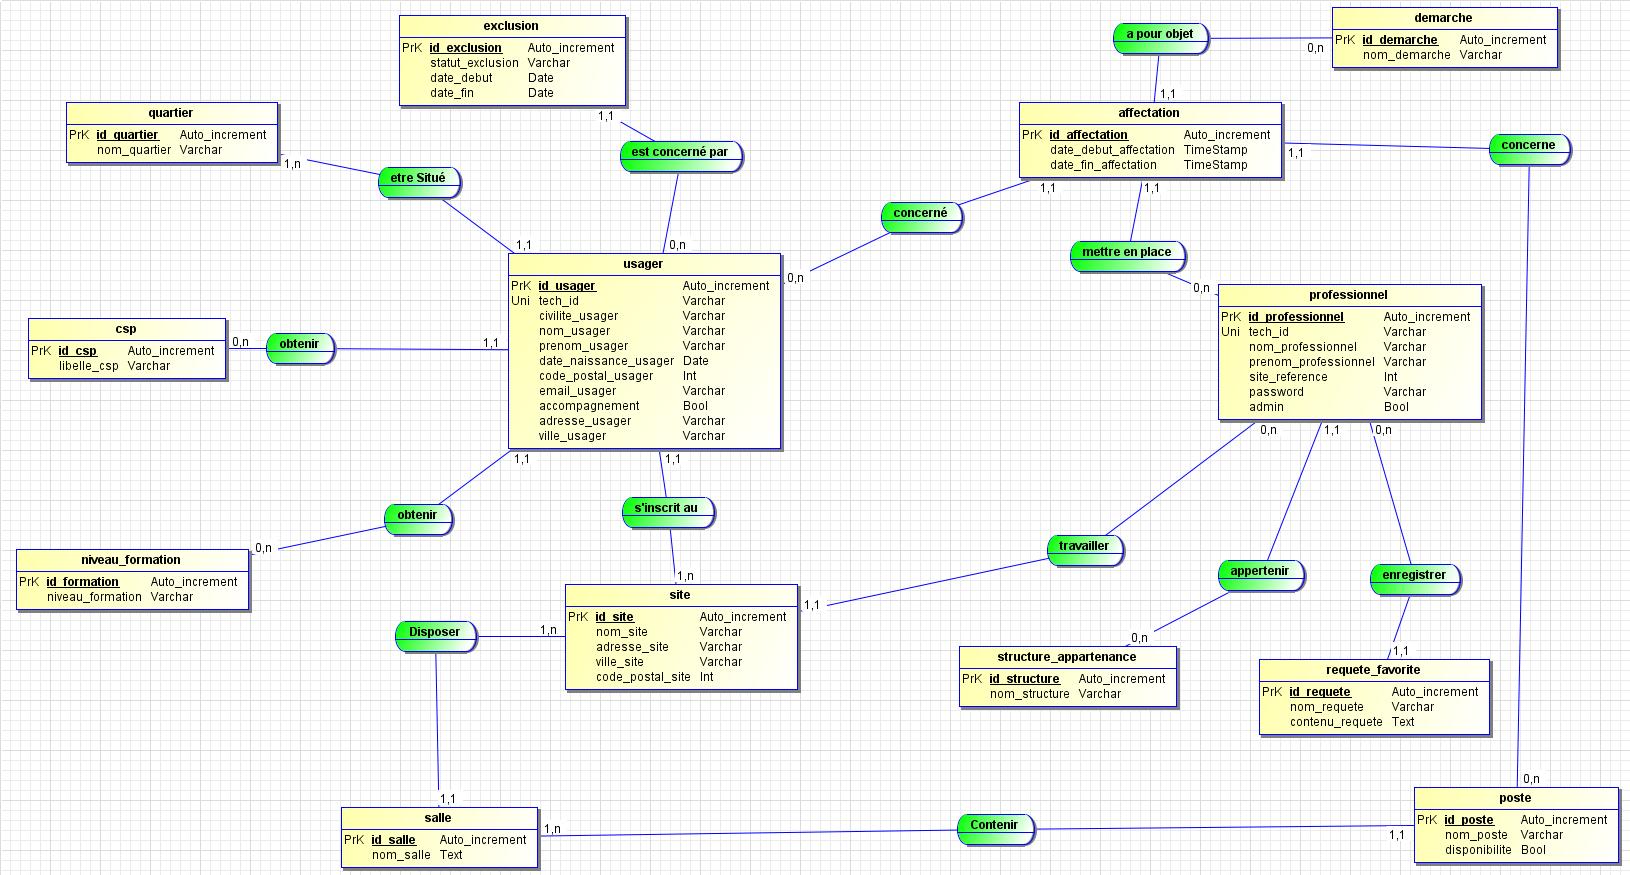 exclusion
PrK id_exclusion Auto_increment
statut_exclusion Varchar
date_debut Date
date_fin Date
1,1
est concerné par
0,n
demarche
PrK id_demarche Auto_increment
nom_demarche Varchar
0,n
a pour objet
1,1
quartier
PrK id_quartier Auto_increment
nom_quartier Varchar
1,n
etre Situé
1,1
affectation
PrK id_affectation Auto_increment
date_debut_affectation TimeStamp
date_fin_affectation TimeStamp
1,1
concerne
0,n
1,1
concerné
0,n
1,1
mettre en place
0,n
usager
PrK id_usager Auto_increment
Uni tech_id Varchar
civilite_usager Varchar
nom_usager Varchar
prenom_usager Varchar
date_naissance_usager Date
code_postal_usager Int
email_usager Varchar
accompagnement Bool
adresse_usager Varchar
ville_usager Varchar
professionnel
PrK id_professionnel Auto_increment
Uni tech_id Varchar
nom_professionnel Varchar
prenom_professionnel Varchar
site_reference Int
password Varchar
admin Bool
csp
PrK id_csp Auto_increment
libelle_csp Varchar
0,n
obtenir
1,1
1,1
obtenir
0,n
niveau_formation
PrK id_formation Auto_increment
niveau_formation Varchar
1,1
s'inscrit au
1,n
site
PrK id_site Auto_increment
nom_site Varchar
adresse_site Varchar
ville_site Varchar
code_postal_site Int
0,n
travailler
1,1
1,1
appertenir
0,n
structure_appartenance
PrK id_structure Auto_increment
nom_structure Varchar
0,n
enregistrer
1,1
requete_favorite
PrK id_requete Auto_increment
nom_requete Varchar
contenu_requete Text
1,n
Disposer
1,1
salle
PrK id_salle Auto_increment
nom_salle Text
1,n
Contenir
1,1
poste
PrK id_poste Auto_increment
nom_poste Varchar
disponibilite Bool